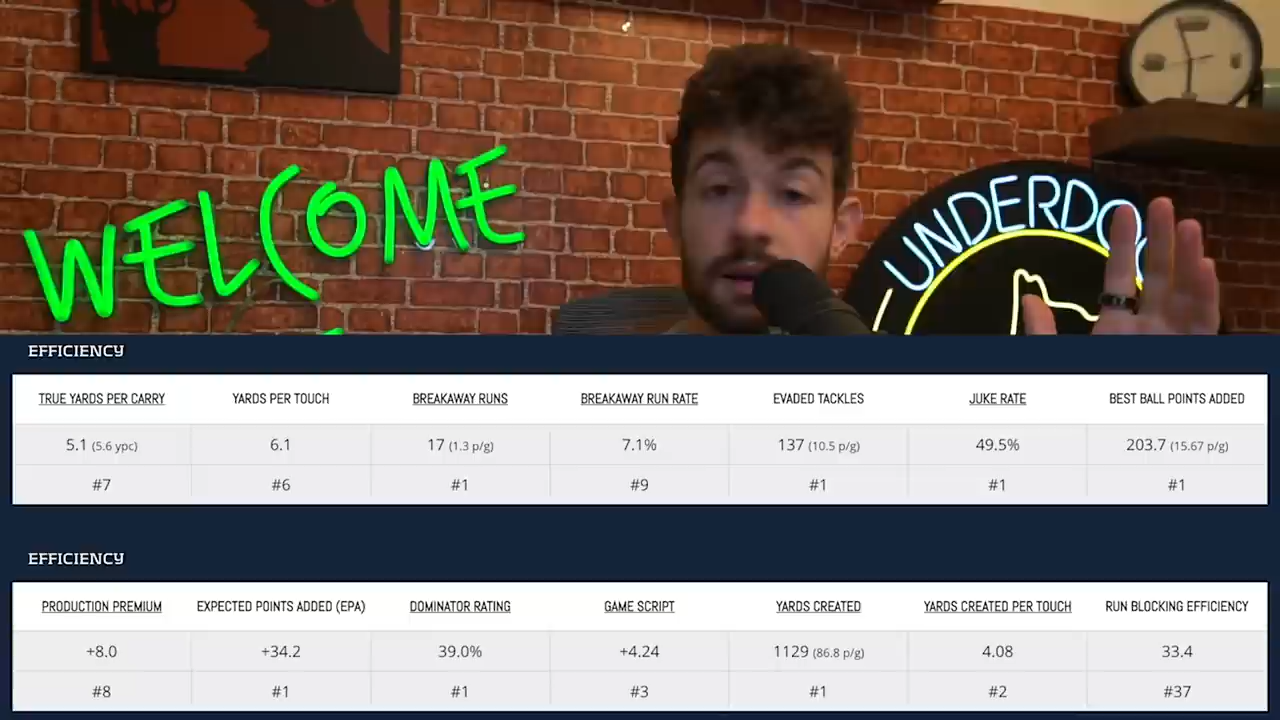 WELCOME
UNDERDO
EFFICIENCY
TRUE YARDS PER CARRY YARDS PER TOUCH BREAKAWAY RUNS BREAKAWAY RUN RATE EVADED TACKLES JUKE RATE BEST BALL POINTS ADDED
5.1 (5.6 ypc) 6.1 17 (1.3 p/g) 7.1% 137 (10.5 p/g) 49.5% 203.7 (15.67 p/g)
#7 #6 #1 #9 #1 #1 #1
EFFICIENCY
PRODUCTION PREMIUM EXPECTED POINTS ADDED (EPA) DOMINATOR RATING GAME SCRIPT YARDS CREATED YARDS CREATED PER TOUCH RUN BLOCKING EFFICIENCY
+8.0 +34.2 39.0% +4.24 1129 (86.8 p/g) 4.08 33.4
#8 #1 #1 #3 #1 #2 #37